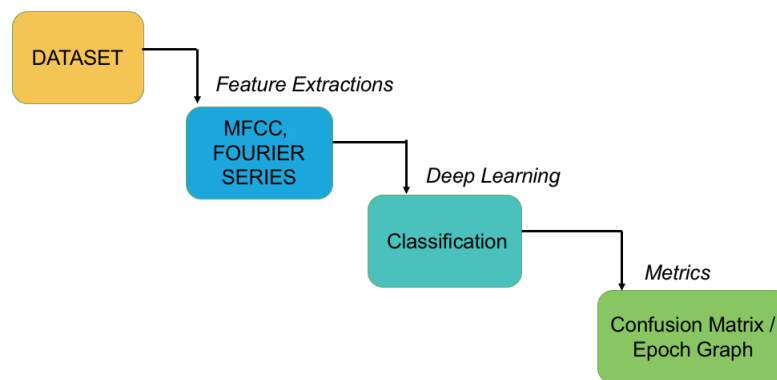 DATASET
Feature Extractions
MFCC,
FOURIER
SERIES
Deep Learning
Classification
Metrics
Confusion Matrix /
Epoch Graph